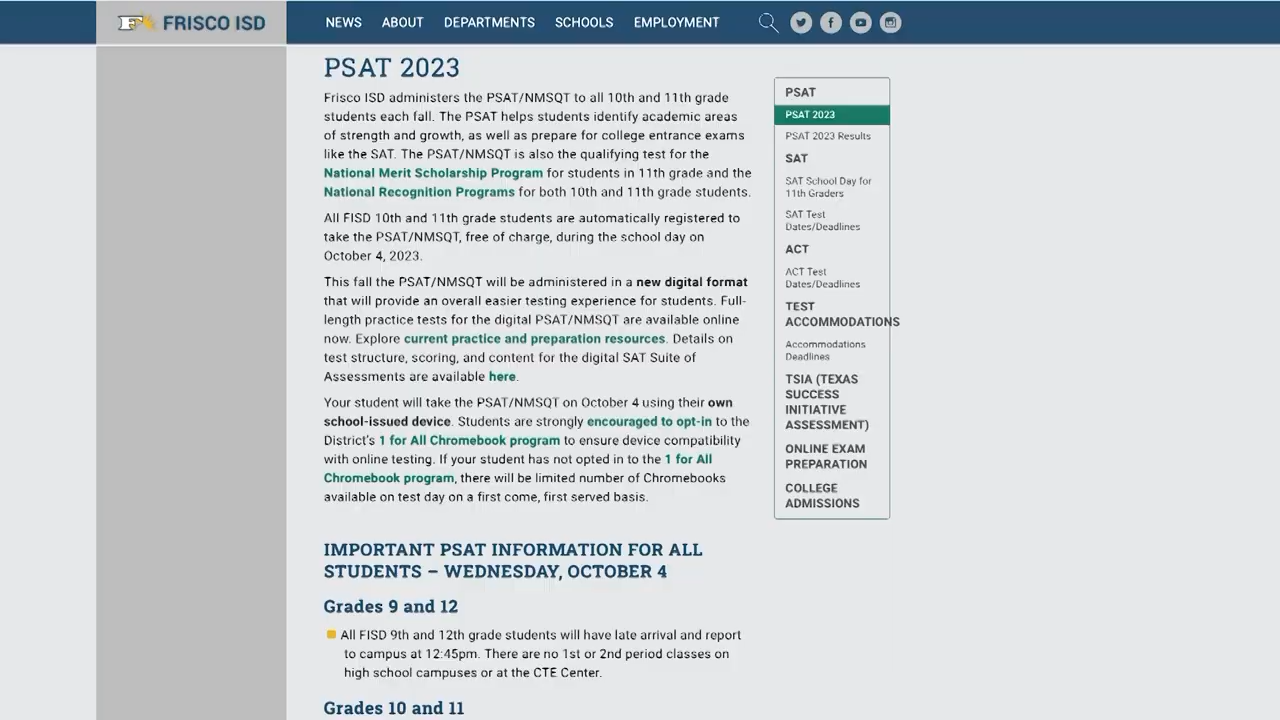 F FRISCO ISD
NEWS ABOUT DEPARTMENTS SCHOOLS EMPLOYMENT
PSAT 2023
Frisco ISD administers the PSAT/NMSQT to all 10th and 11th grade
students each fall. The PSAT helps students identify academic areas
of strength and growth, as well as prepare for college entrance exams
like the SAT. The PSAT/NMSQT is also the qualifying test for the
National Merit Scholarship Program for students in 11th grade and the
National Recognition Programs for both 10th and 11th grade students.
All FISD 10th and 11th grade students are automatically registered to
take the PSAT/NMSQT, free of charge, during the school day on
October 4, 2023.
This fall the PSAT/NMSQT will be administered in a new digital format
that will provide an overall easier testing experience for students. Full-
length practice tests for the digital PSAT/NMSQT are available online
now. Explore current practice and preparation resources. Details on
test structure, scoring, and content for the digital SAT Suite of
Assessments are available here.
Your student will take the PSAT/NMSQT on October 4 using their own
school-issued device. Students are strongly encouraged to opt-in to the
District's 1 for All Chromebook program to ensure device compatibility
with online testing. If your student has not opted in to the 1 for All
Chromebook program, there will be limited number of Chromebooks
available on test day on a first come, first served basis.
IMPORTANT PSAT INFORMATION FOR ALL
STUDENTS – WEDNESDAY, OCTOBER 4
Grades 9 and 12
All FISD 9th and 12th grade students will have late arrival and report
to campus at 12:45pm. There are no 1st or 2nd period classes on
high school campuses or at the CTE Center.
Grades 10 and 11
PSAT
PSAT 2023
PSAT 2023 Results
SAT
SAT School Day for
11th Graders
SAT Test
Dates/Deadlines
ACT
ACT Test
Dates/Deadlines
TEST
ACCOMMODATIONS
Accommodations
Deadlines
TSIA (TEXAS
SUCCESS
INITIATIVE
ASSESSMENT)
ONLINE EXAM
PREPARATION
COLLEGE
ADMISSIONS